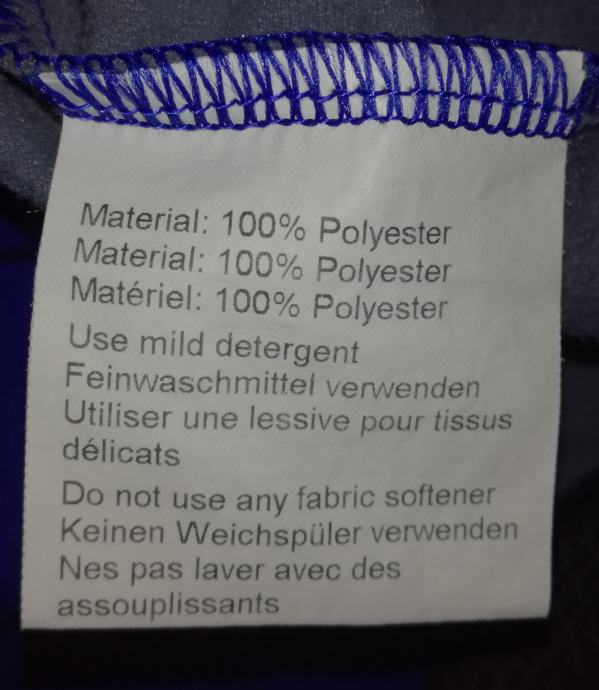 Material: 100% Polyester
Material: 100% Polyester
Matériel: 100% Polyester
Use mild detergent
Feinwaschmittel verwenden
Utiliser une lessive pour tissus
délicats
Do not use any fabric softener
Keinen Weichspüler verwenden
Nes pas laver avec des
assouplissants